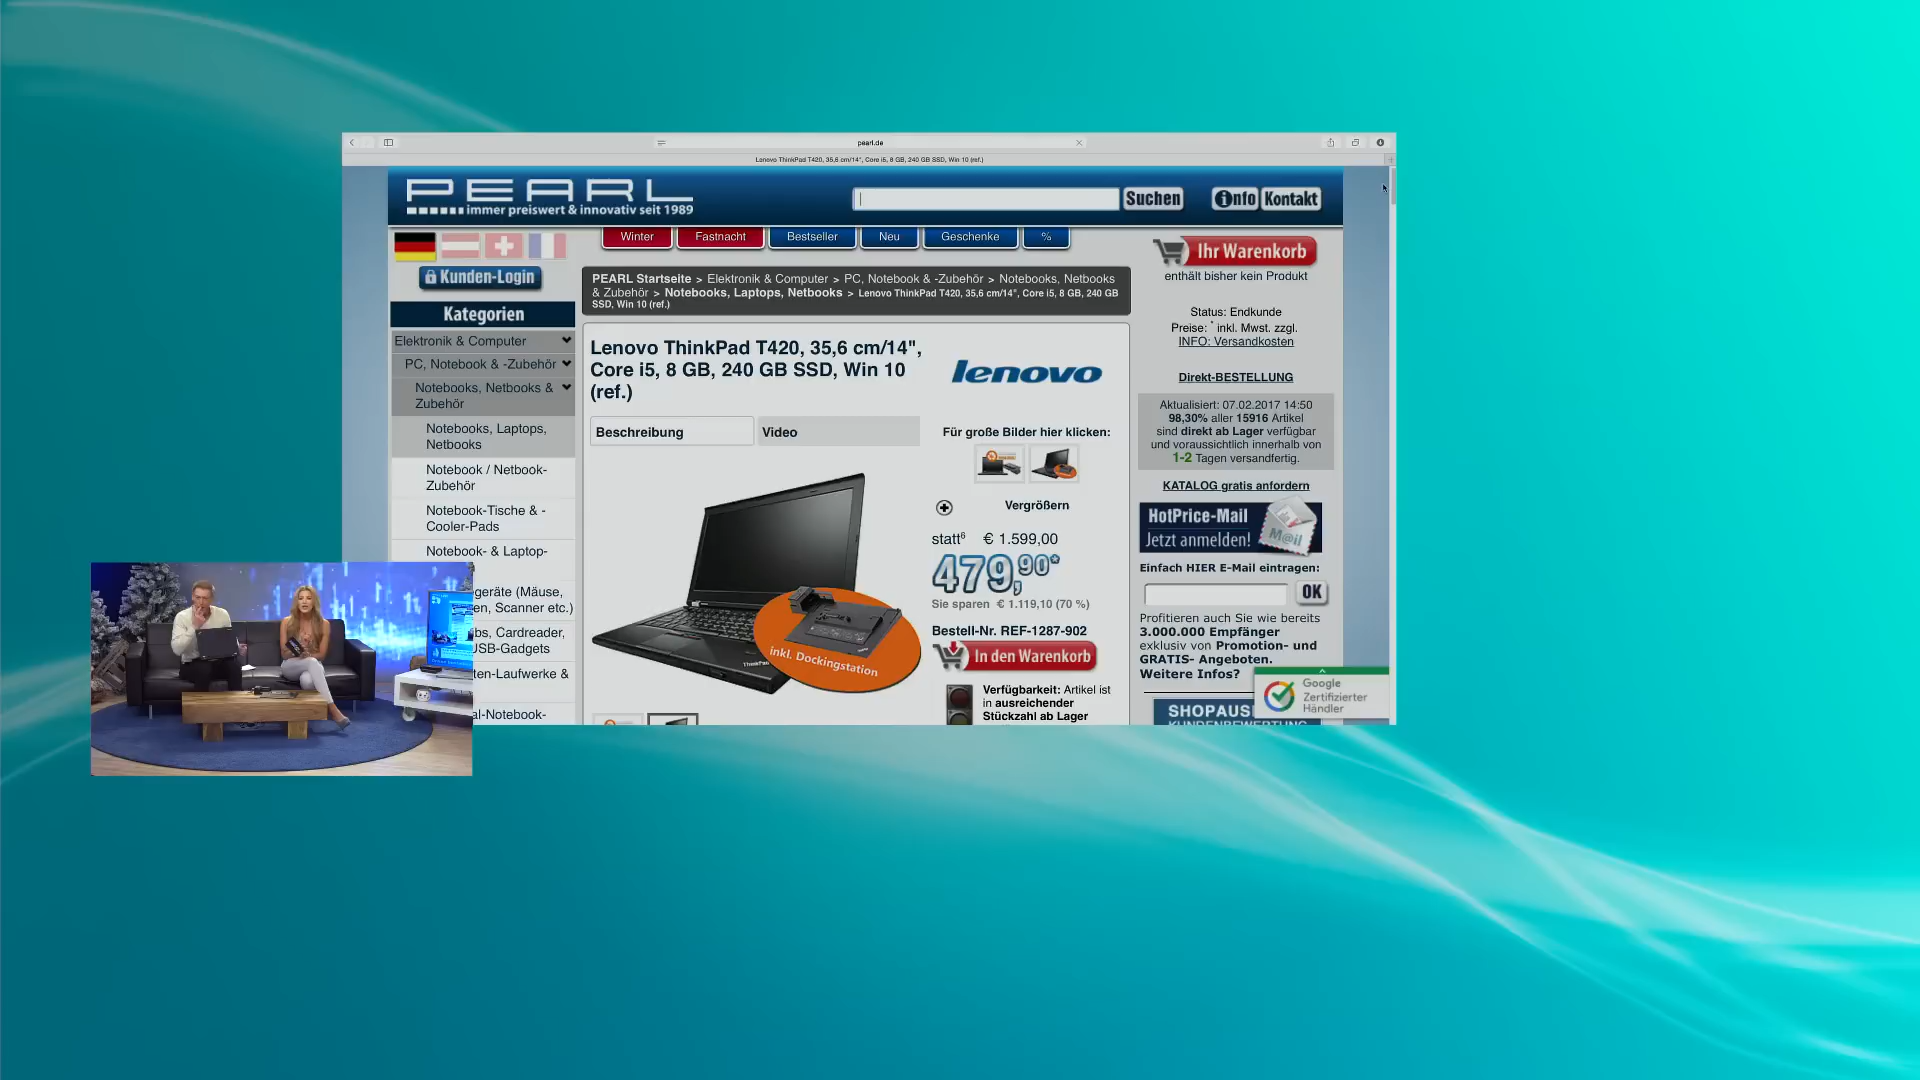 pearl.de
Lenovo ThinkPad T420, 35,6 cm/14", Core i5, 8 GB, 240 GB SSD, Win 10 (ref.)
PEARL
immer preiswert & innovativ seit 1989
Suchen
info
Kontakt
Winter
Fastnacht
Bestseller
Neu
Geschenke
%
Kunden-Login
Kategorien
Elektronik & Computer
PC, Notebook & -Zubehör
Notebooks, Netbooks &
Zubehör
Notebooks, Laptops,
Netbooks
Notebook / Netbook-
Zubehör
Notebook-Tische & -
Cooler-Pads
Notebook- & Laptop-
geräte (Mäuse,
en, Scanner etc.)
bs, Cardreader,
USB-Gadgets
ten-Laufwerke &
al-Notebook-
PEARL Startseite > Elektronik & Computer > PC, Notebook & -Zubehör > Notebooks, Netbooks
& Zubehör > Notebooks, Laptops, Netbooks > Lenovo ThinkPad T420, 35,6 cm/14", Core i5, 8 GB, 240 GB
SSD, Win 10 (ref.)
Lenovo ThinkPad T420, 35,6 cm/14",
Core i5, 8 GB, 240 GB SSD, Win 10
(ref.)
lenovo
Beschreibung
Video
ThinkPad
inkl. Dockingstation
Für große Bilder hier klicken:
Vergrößern
statt6 € 1.599,00
479,90*
Sie sparen € 1.119,10 (70 %)
Bestell-Nr. REF-1287-902
In den Warenkorb
Verfügbarkeit: Artikel ist
in ausreichender
Stückzahl ab Lager
Ihr Warenkorb
enthält bisher kein Produkt
Status: Endkunde
Preise: * inkl. Mwst. zzgl.
INFO: Versandkosten
Direkt-BESTELLUNG
Aktualisiert: 07.02.2017 14:50
98,30% aller 15916 Artikel
sind direkt ab Lager verfügbar
und voraussichtlich innerhalb von
1-2 Tagen versandfertig.
KATALOG gratis anfordern
HotPrice-Mail
Jetzt anmelden!
M@il
Einfach HIER E-Mail eintragen:
OK
Profitieren auch Sie wie bereits
3.000.000 Empfänger
exklusiv von Promotion- und
GRATIS- Angeboten.
Weitere Infos?
Google
Zertifizierter
Händler
SHOPAUS
KUNDENBEWERTUNG